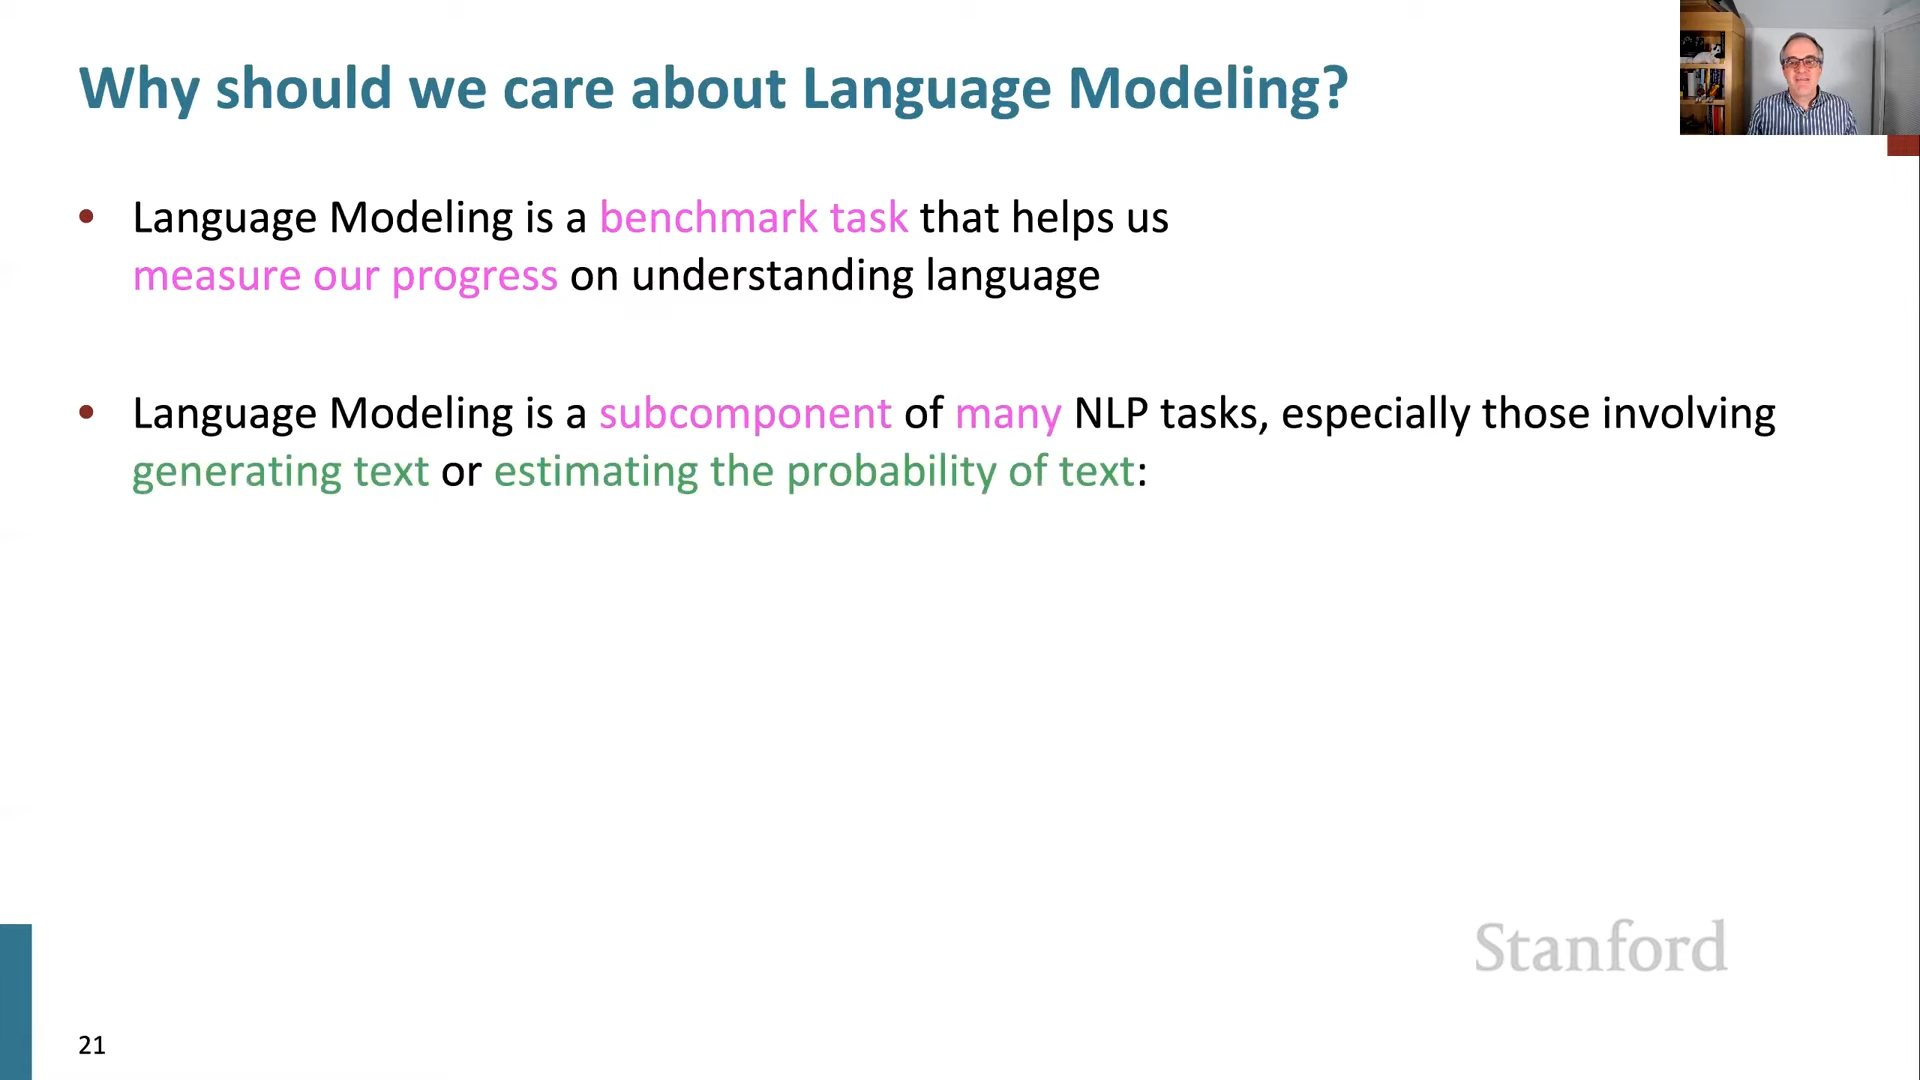 Why should we care about Language Modeling?
• Language Modeling is a benchmark task that helps us
measure our progress on understanding language
• Language Modeling is a subcomponent of many NLP tasks, especially those involving
generating text or estimating the probability of text:
Stanford
21